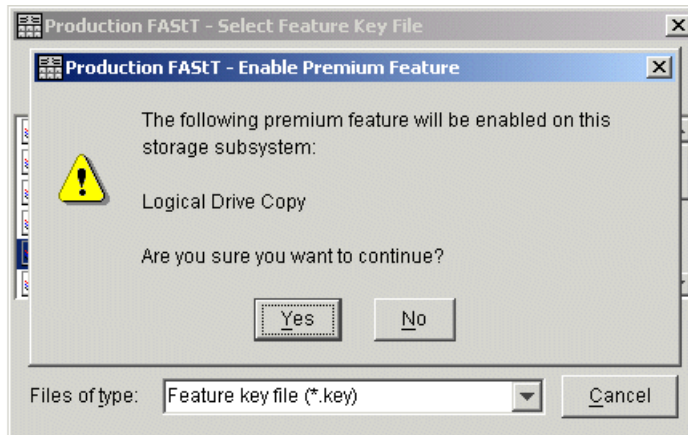 Production FAStT - Select Feature Key File
Production FAStT - Enable Premium Feature
The following premium feature will be enabled on this
storage subsystem:
Logical Drive Copy
Are you sure you want to continue?
Yes No
Files of type: Feature key file (*.key) Cancel